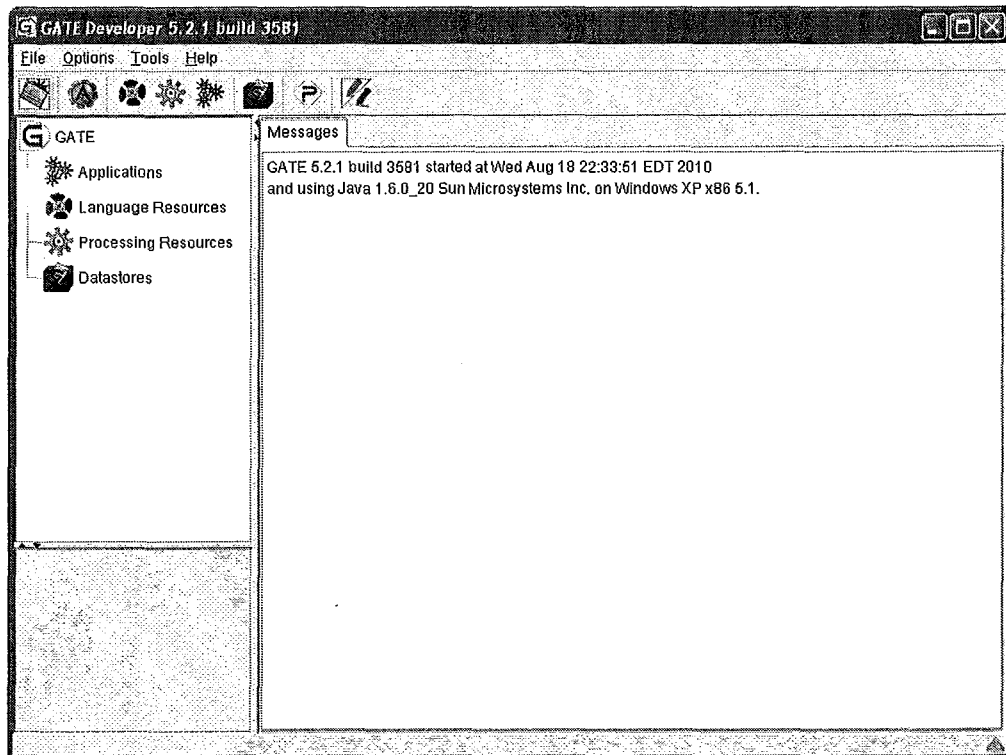 GATE Developer 5.2.1 build 3581
File Options Tools Help
GATE
Applications
Language Resources
Processing Resources
Datastores
Messages
GATE 5.2.1 build 3581 started at Wed Aug 18 22:33:51 EDT 2010
and using Java 1.6.0_20 Sun Microsystems Inc. on Windows XP x86 5.1.